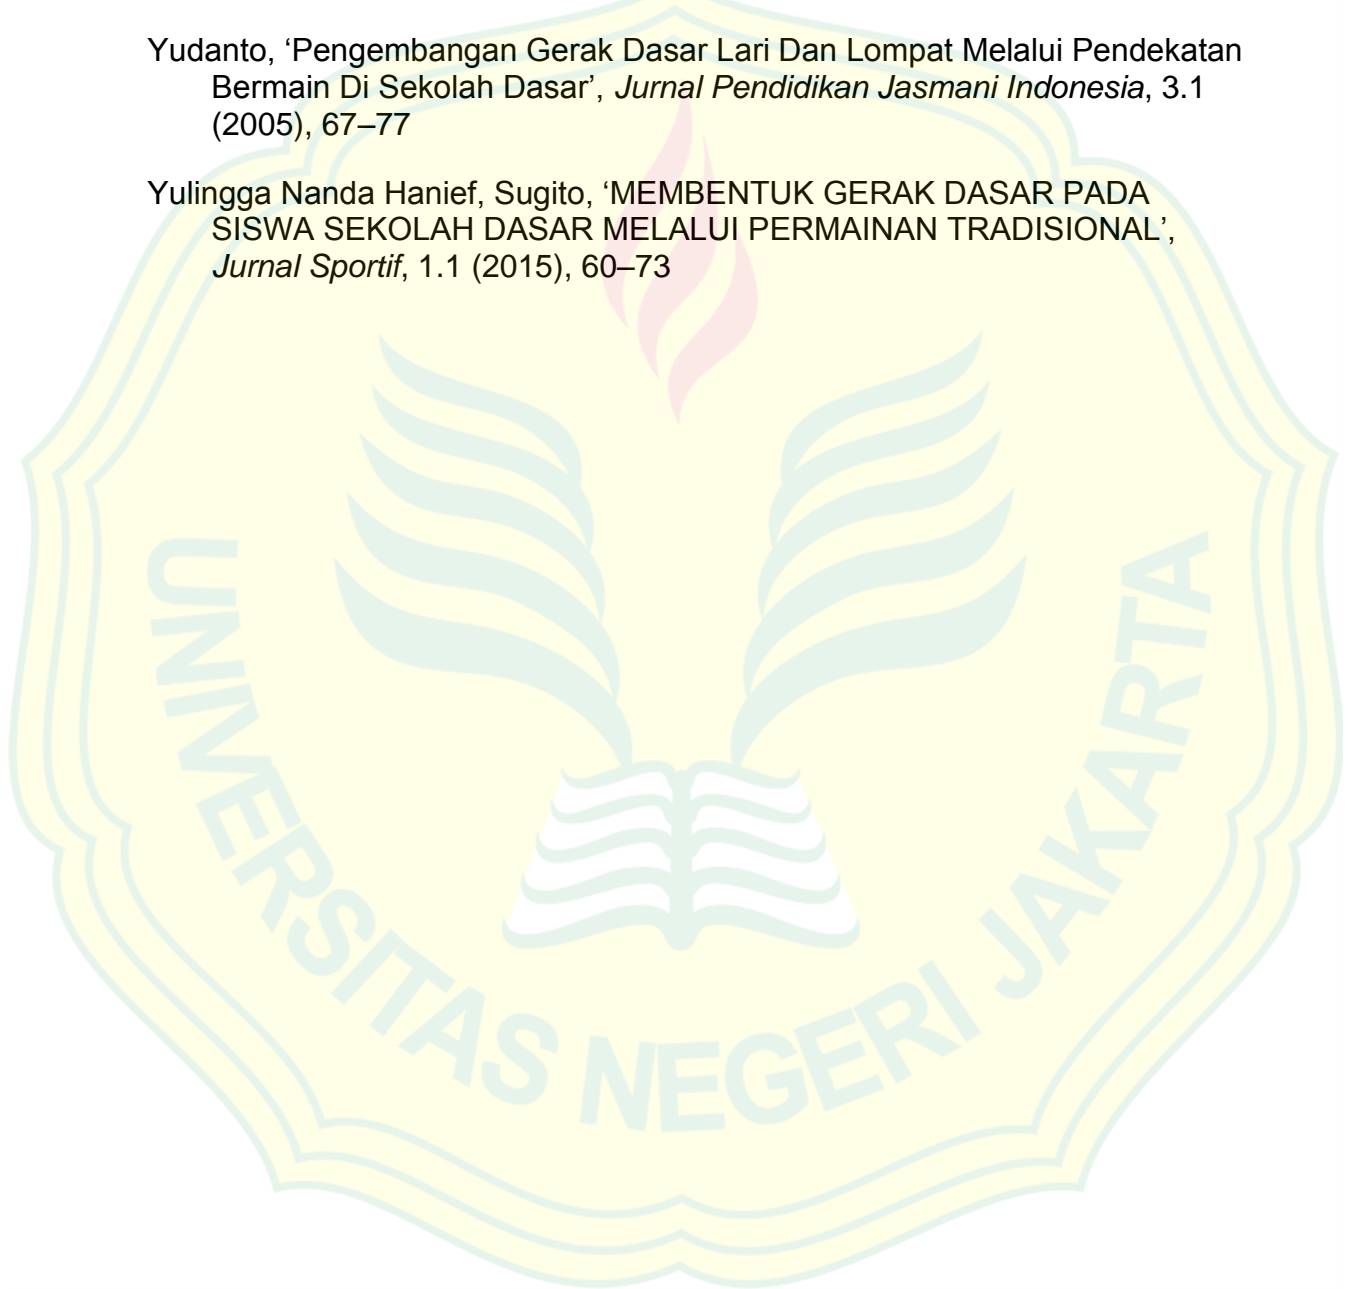 Yudanto, ‘Pengembangan Gerak Dasar Lari Dan Lompat Melalui Pendekatan
Bermain Di Sekolah Dasar’, Jurnal Pendidikan Jasmani Indonesia, 3.1
(2005), 67–77
Yulingga Nanda Hanief, Sugito, ‘MEMBENTUK GERAK DASAR PADA
SISWA SEKOLAH DASAR MELALUI PERMAINAN TRADISIONAL’,
Jurnal Sportif, 1.1 (2015), 60–73
UNIVERSITAS NEGERI JAKARTA